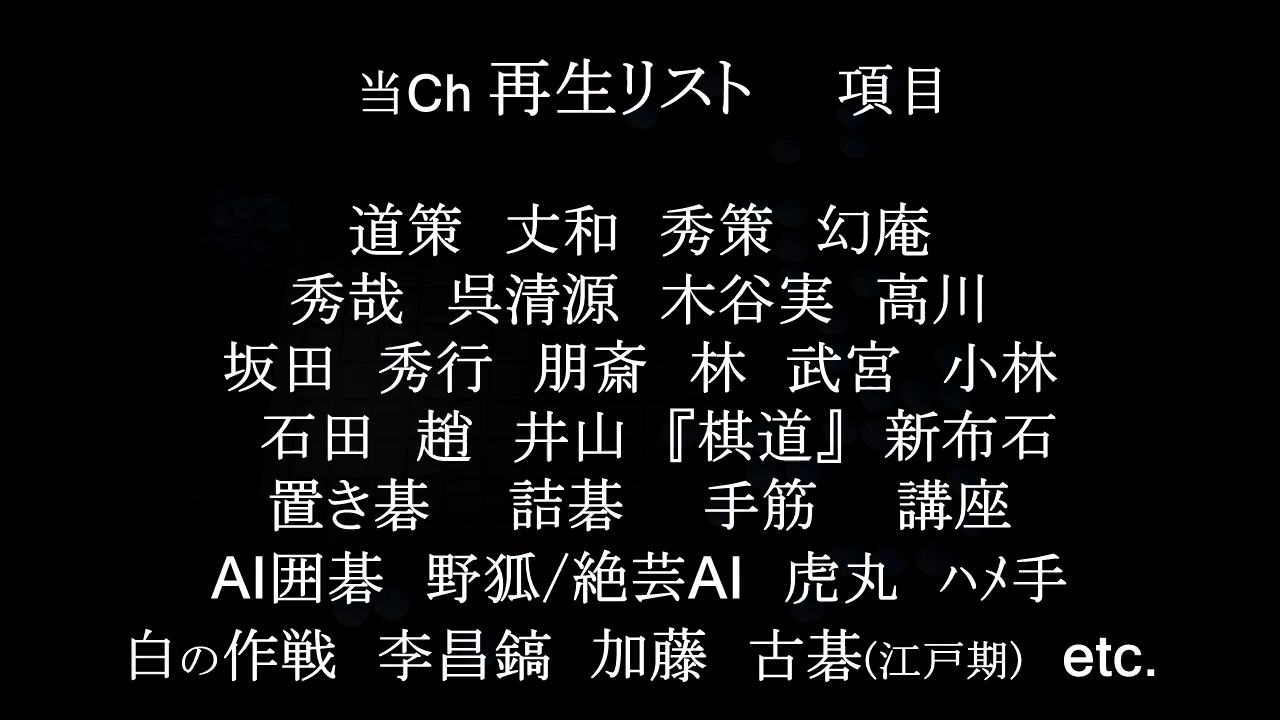 当Ch 再生リスト　項目
道策　丈和　秀策　幻庵
秀哉　呉清源　木谷実　高川
坂田　秀行　朋斎　林　武宮　小林
石田　趙　井山　『棋道』　新布石
置き碁　詰碁　手筋　講座
AI囲碁　野狐/絶芸AI　虎丸　ﾊﾒ手
白の作戦　李昌鎬　加藤　古碁(江戸期)　etc.